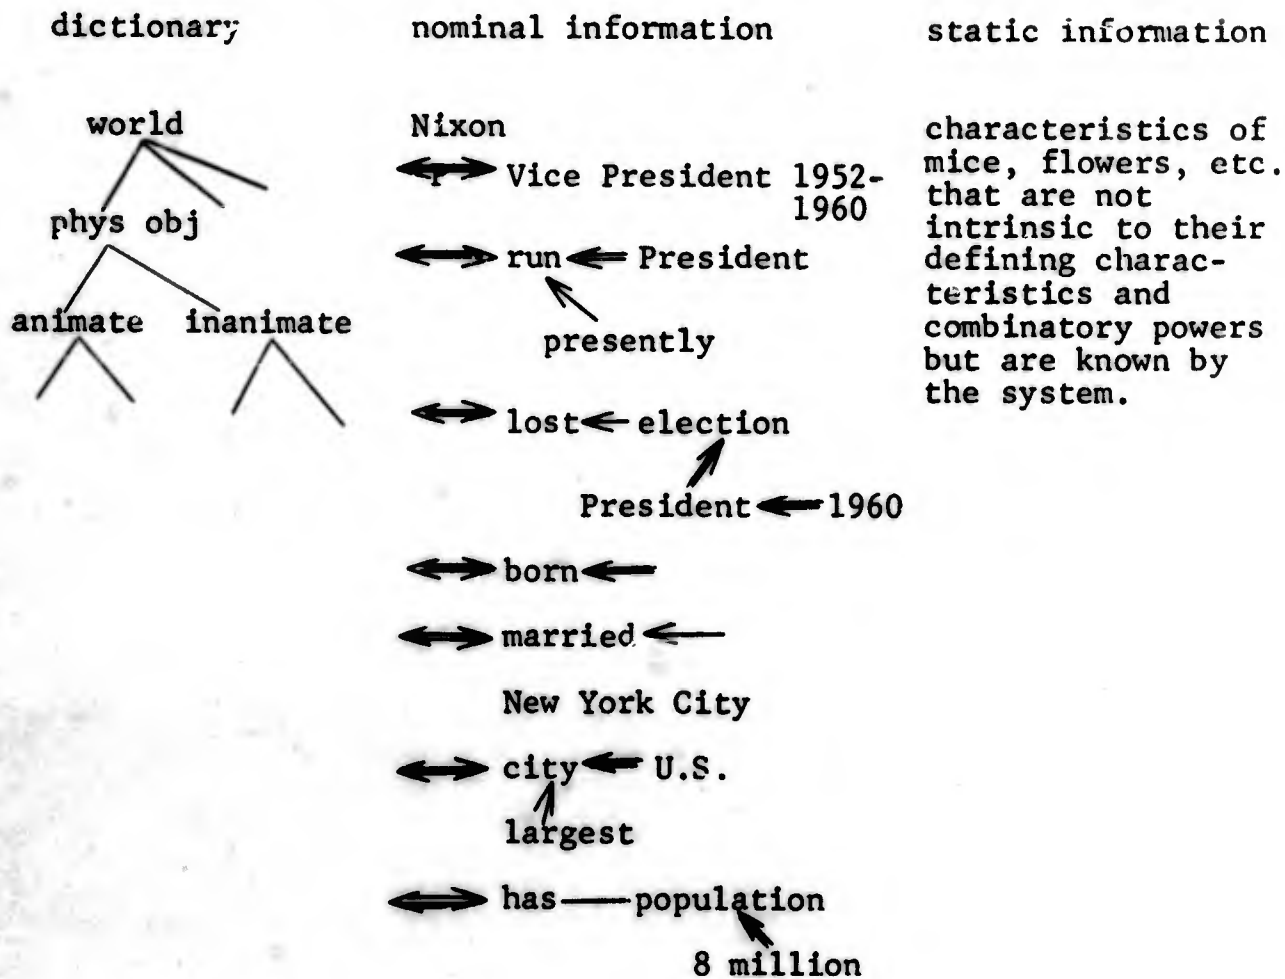 dictionary
world
phys obj
animate inanimate
nominal information
Nixon
P Vice President 1952-
1960
run President
presently
lost election
President 1960
born
married
New York City
city U.S.
largest
has population
8 million
static information
characteristics of
mice, flowers, etc.
that are not
intrinsic to their
defining charac-
teristics and
combinatory powers
but are known by
the system.